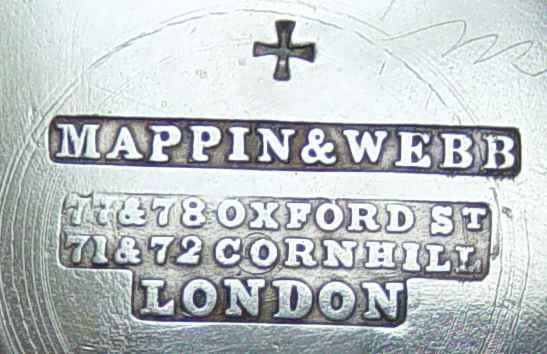 MAPPIN & WEBB
77 & 78 OXFORD ST
71 & 72 CORNHILL
LONDON